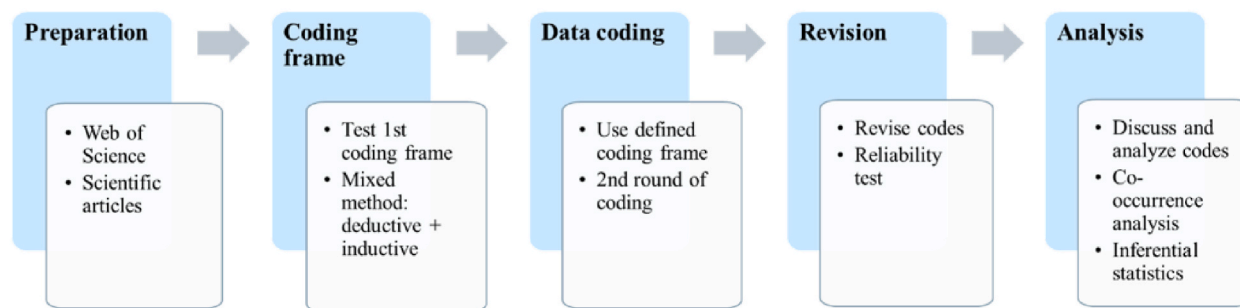 Preparation
• Web of
Science
• Scientific
articles
Coding
frame
• Test 1st
coding frame
• Mixed
method:
deductive +
inductive
Data coding
• Use defined
coding frame
• 2nd round of
coding
Revision
• Revise codes
• Reliability
test
Analysis
• Discuss and
analyze codes
• Co-
occurrence
analysis
• Inferential
statistics